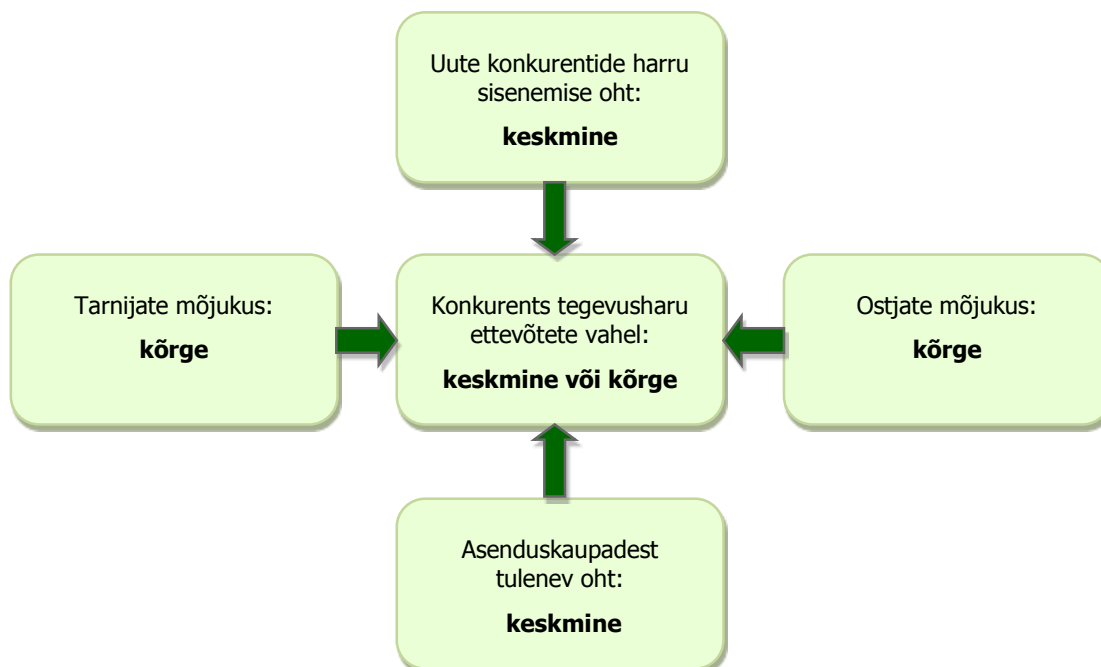 Uute konkurentide harru
sisenemise oht:
keskmine
Tarnijate mõjukus:
kõrge
Konkurents tegevusharu
ettevõtete vahel:
keskmine või kõrge
Ostjate mõjukus:
kõrge
Asenduskaupadest
tulenev oht:
keskmine